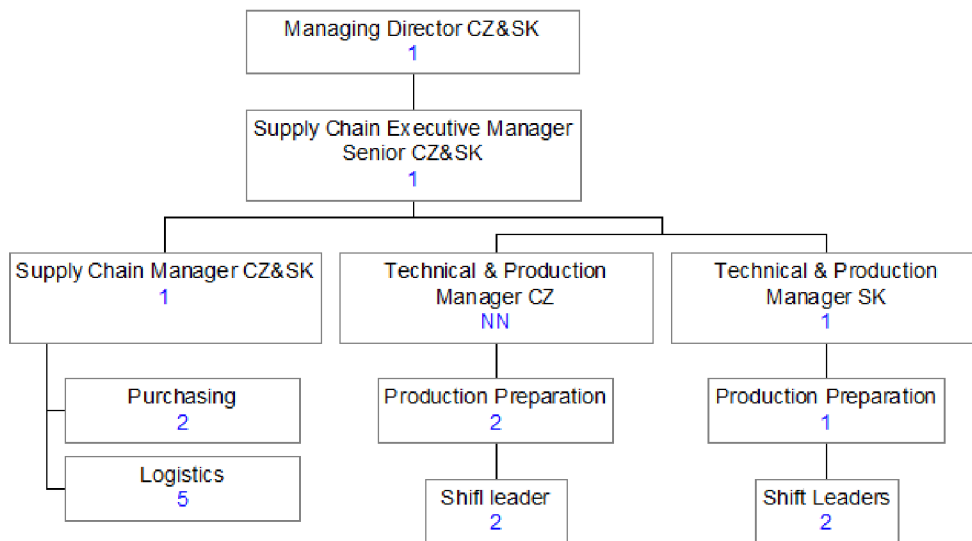 Managing Director CZ&SK
1
Supply Chain Executive Manager
Senior CZ&SK
1
Supply Chain Manager CZ&SK
1
Technical & Production
Manager CZ
NN
Technical & Production
Manager SK
1
Purchasing
2
Logistics
5
Production Preparation
2
Shifl leader
2
Production Preparation
1
Shift Leaders
2